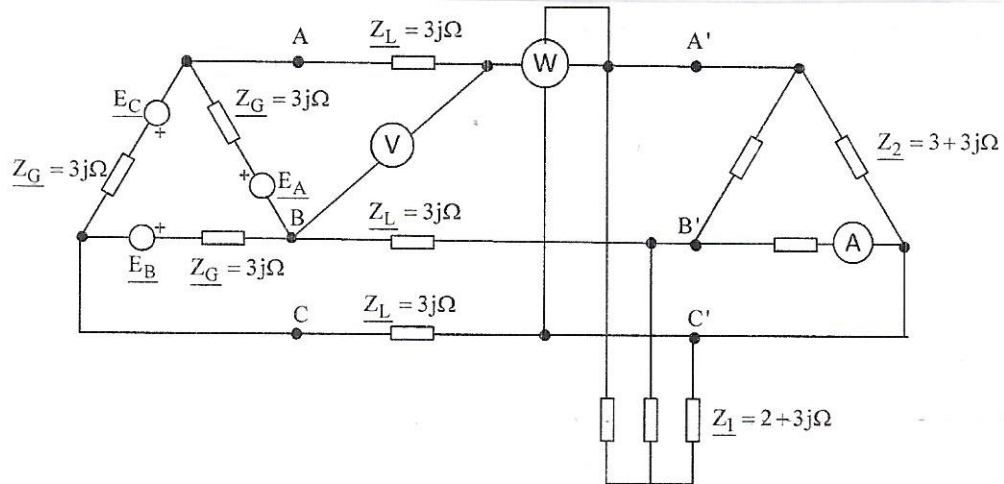 A
Z_L = 3jΩ
W
A'
E_C
+
Z_G = 3jΩ
V
Z_2 = 3+3jΩ
Z_G = 3jΩ
+
E_A
B
Z_L = 3jΩ
B'
A
+
E_B
Z_G = 3jΩ
C
Z_L = 3jΩ
C'
Z_1 = 2+3jΩ